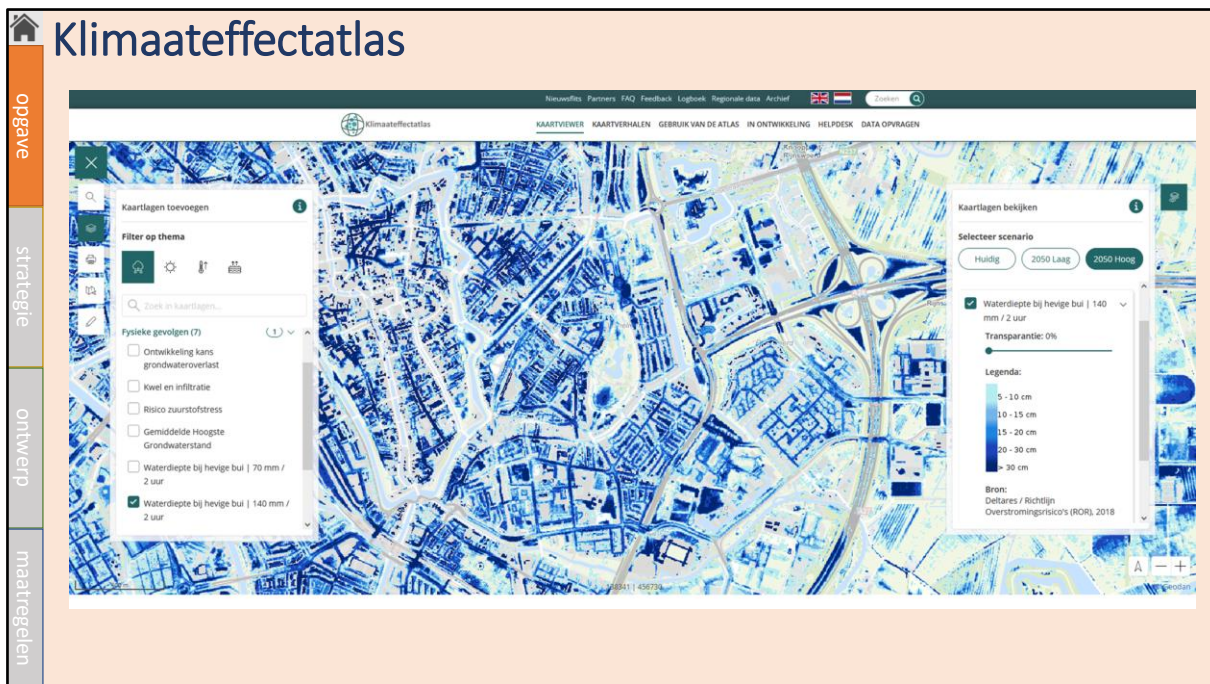 Klimaateffectatlas
opgave
strategie
ontwerp
maatregelen
Nieuwsflits Partners FAQ Feedback Logboek Regionale data Archief Zoeken
Klimaateffectatlas
KAARTVIEWER KAARTVERHALEN GEBRUIK VAN DE ATLAS IN ONTWIKKELING HELPDESK DATA OPVRAGEN
Kaartlagen toevoegen
Filter op thema
Zoek in kaartlagen...
Fysieke gevolgen (7) (1)
Ontwikkeling kans
grondwateroverlast
Kwel en infiltratie
Risico zuurstofstress
Gemiddelde Hoogste
Grondwaterstand
Waterdiepte bij hevige bui | 70 mm /
2 uur
Waterdiepte bij hevige bui | 140 mm /
2 uur
Kaartlagen bekijken
Selecteer scenario
Huidig 2050 Laag 2050 Hoog
Waterdiepte bij hevige bui | 140
mm / 2 uur
Transparantie: 0%
Legenda:
5 - 10 cm
10 - 15 cm
15 - 20 cm
20 - 30 cm
> 30 cm
Bron:
Deltares / Richtlijn
Overstromingsrisico's (ROR), 2018
Geodan